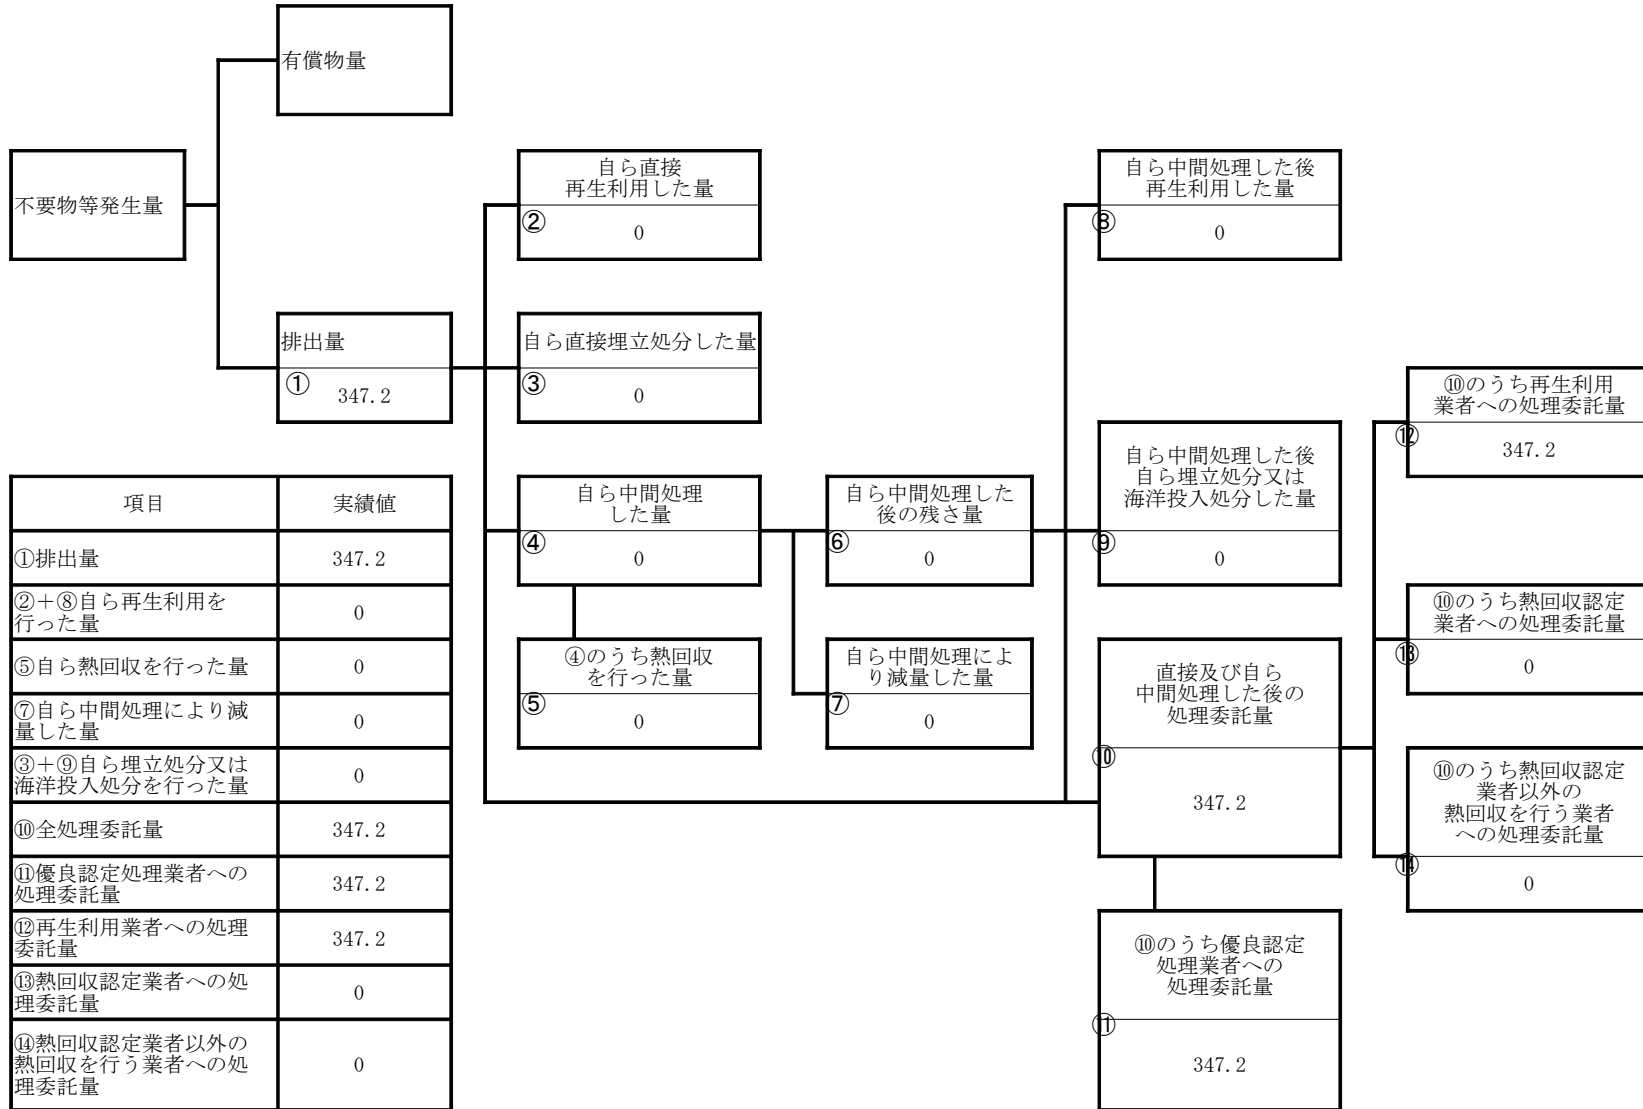 有償物量
不要物等発生量
排出量
①
347.2
自ら直接
再生利用した量
②
0
自ら直接埋立処分した量
③
0
自ら中間処理
した量
④
0
④のうち熱回収
を行った量
⑤
0
自ら中間処理した
後の残さ量
⑥
0
自ら中間処理によ
り減量した量
⑦
0
自ら中間処理した後
再生利用した量
⑧
0
自ら中間処理した後
自ら埋立処分又は
海洋投入処分した量
⑨
0
直接及び自ら
中間処理した後の
処理委託量
⑩
347.2
⑩のうち優良認定
処理業者への
処理委託量
⑪
347.2
⑩のうち再生利用
業者への処理委託量
⑫
347.2
⑩のうち熱回収認定
業者への処理委託量
⑬
0
⑩のうち熱回収認定
業者以外の
熱回収を行う業者
への処理委託量
⑭
0
項目 実績値
①排出量 347.2
②+⑧自ら再生利用を
行った量 0
⑤自ら熱回収を行った量 0
⑦自ら中間処理により減
量した量 0
③+⑨自ら埋立処分又は
海洋投入処分を行った量 0
⑩全処理委託量 347.2
⑪優良認定処理業者への
処理委託量 347.2
⑫再生利用業者への処理
委託量 347.2
⑬熱回収認定業者への処
理委託量 0
⑭熱回収認定業者以外の
熱回収を行う業者への処
理委託量 0